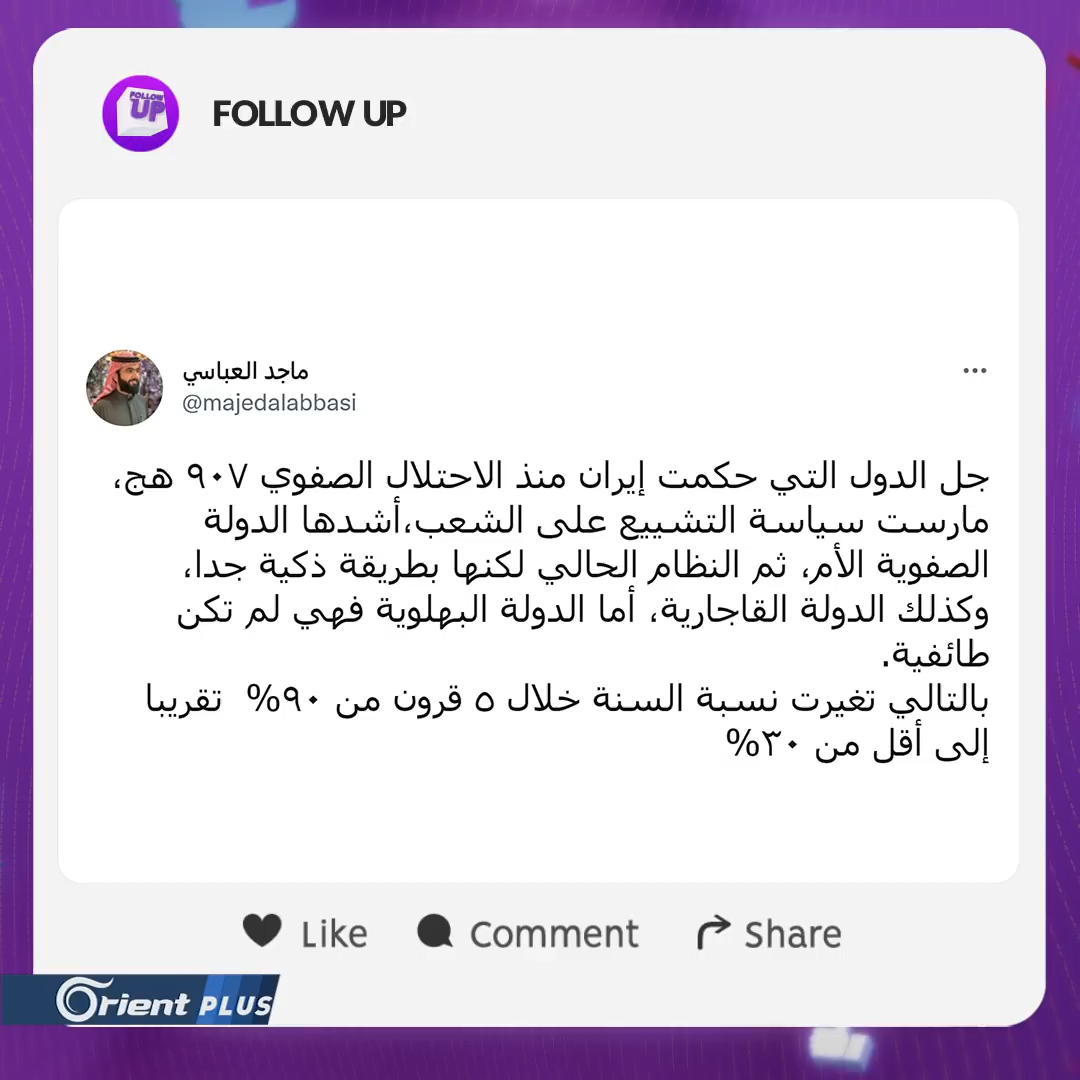 FOLLOW UP
FOLLOW UP
ماجد العباسي
@majedalabbasi
جل الدول التي حكمت إيران منذ الاحتلال الصفوي ٩٠٧ هج،
مارست سياسة التشييع على الشعب،أشدها الدولة
الصفوية الأم، ثم النظام الحالي لكنها بطريقة ذكية جدا،
وكذلك الدولة القاجارية، أما الدولة البهلوية فهي لم تكن
طائفية.
بالتالي تغيرت نسبة السنة خلال ٥ قرون من ٩٠% تقريبا
إلى أقل من ٣٠%
Like Comment Share
Orient PLUS